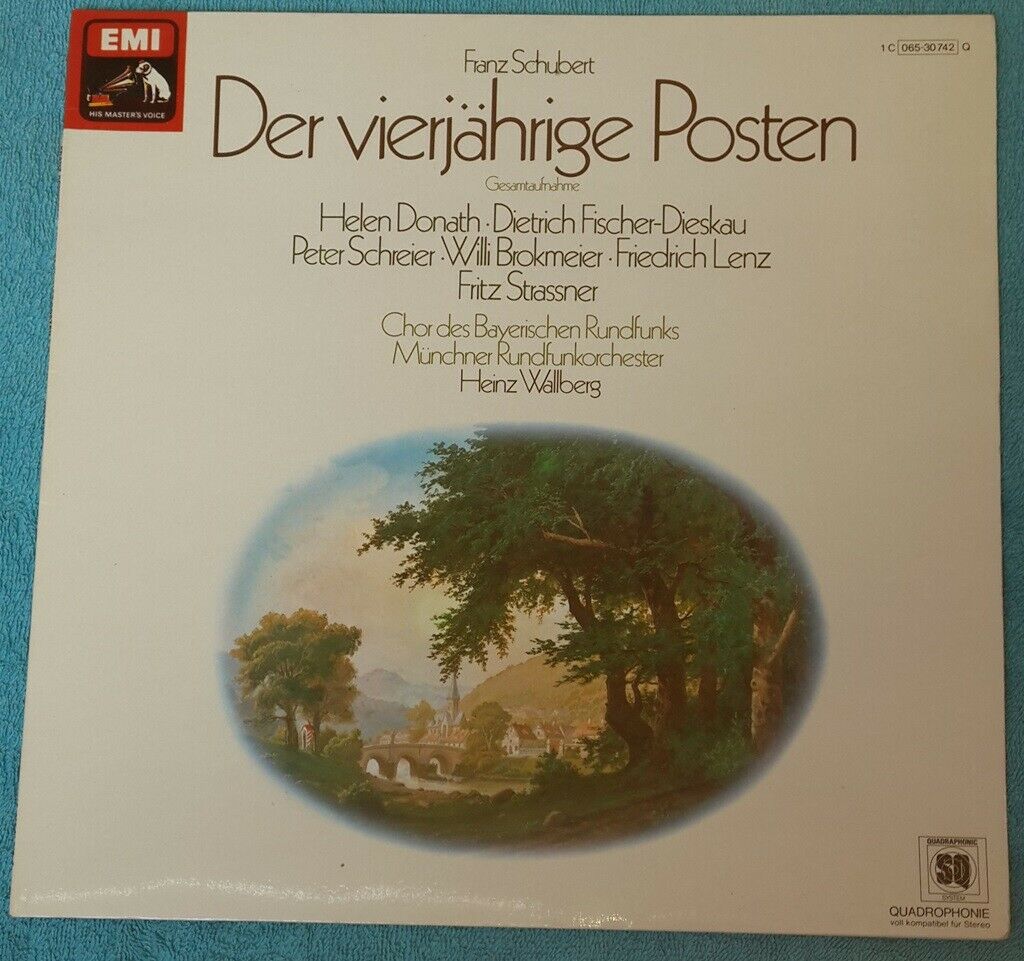 EMI
HIS MASTER'S VOICE
1 C 065-30 742 Q
Franz Schubert
Der vierjährige Posten
Gesamtaufnahme
Helen Donath · Dietrich Fischer-Dieskau
Peter Schreier · Willi Brokmeier · Friedrich Lenz
Fritz Strassner
Chor des Bayerischen Rundfunks
Münchner Rundfunkorchester
Heinz Wallberg
QUADRAPHONIC
SQ
SYSTEM
QUADROPHONIE
voll kompatibel für Stereo